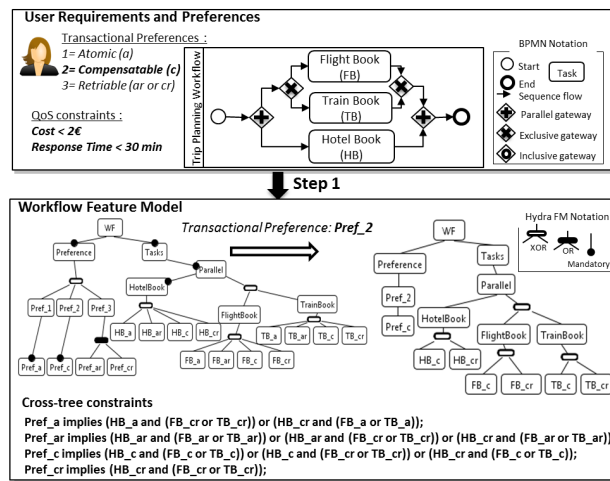 User Requirements and Preferences
Transactional Preferences :
1= Atomic (a)
2= Compensatable (c)
3= Retriable (ar or cr)
QoS constraints :
Cost < 2€
Response Time < 30 min
Trip Planning Workflow
Flight Book
(FB)
Train Book
(TB)
Hotel Book
(HB)
BPMN Notation
Start
Task
End
Sequence flow
Parallel gateway
Exclusive gateway
Inclusive gateway
Step 1
Workflow Feature Model
Transactional Preference: Pref_2
WF
Preference
Tasks
Parallel
Pref_1
Pref_2
Pref_3
HotelBook
FlightBook
TrainBook
HB_a
HB_ar
HB_c
HB_cr
TB_a
TB_ar
TB_c
TB_cr
Pref_a
Pref_c
Pref_ar
Pref_cr
FB_a
FB_ar
FB_c
FB_cr
WF
Preference
Tasks
Parallel
Pref_2
Pref_c
HotelBook
HB_c
HB_cr
FlightBook
TrainBook
FB_c
FB_cr
TB_c
TB_cr
Hydra FM Notation
XOR
OR
Mandatory
Cross-tree constraints
Pref_a implies (HB_a and (FB_cr or TB_cr)) or (HB_cr and (FB_a or TB_a));
Pref_ar implies (HB_ar and (FB_ar or TB_ar)) or (HB_ar and (FB_cr or TB_cr)) or (HB_cr and (FB_ar or TB_ar))
Pref_c implies (HB_c and (FB_c or TB_c)) or (HB_c and (FB_cr or TB_cr)) or (HB_cr and (FB_c or TB_c));
Pref_cr implies (HB_cr and (FB_cr or TB_cr));